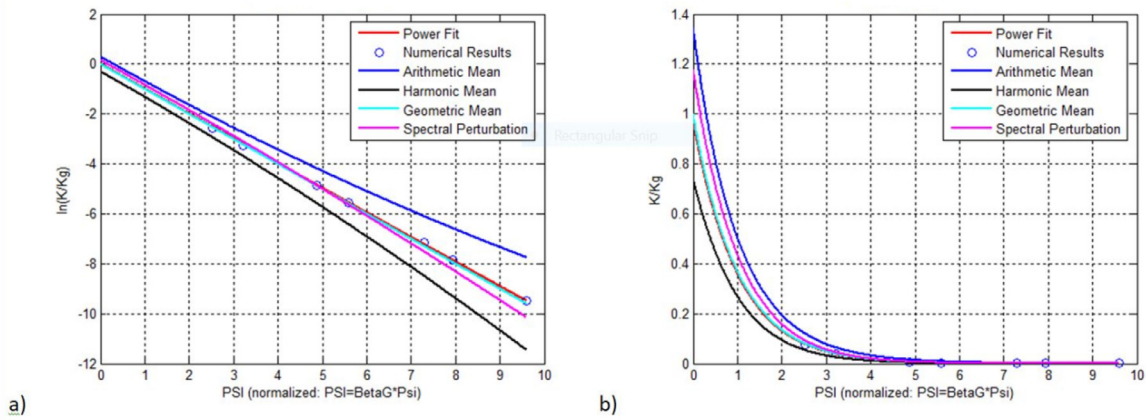 2
0
-2
-4
-6
-8
-10
-12
ln(K/Kg)
0 1 2 3 4 5 6 7 8 9 10
PSI (normalized: PSI=BetaG*Psi)
Power Fit
Numerical Results
Arithmetic Mean
Harmonic Mean
Geometric Mean
Spectral Perturbation
Rectangular Snip
a)
1.4
1.2
1
0.8
0.6
0.4
0.2
0
K/Kg
0 1 2 3 4 5 6 7 8 9 10
PSI (normalized: PSI=BetaG*Psi)
Power Fit
Numerical Results
Arithmetic Mean
Harmonic Mean
Geometric Mean
Spectral Perturbation
b)